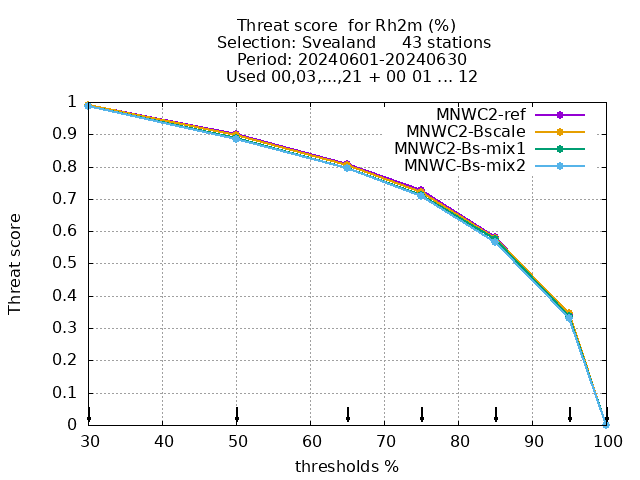 Threat score  for Rh2m (%)
Selection: Svealand     43 stations
Period: 20240601-20240630
Used 00,03,...,21 + 00 01 ... 12
MNWC2-ref
MNWC2-Bscale
MNWC2-Bs-mix1
MNWC-Bs-mix2
Threat score
1
0.9
0.8
0.7
0.6
0.5
0.4
0.3
0.2
0.1
0
30 40 50 60 70 80 90 100
thresholds %